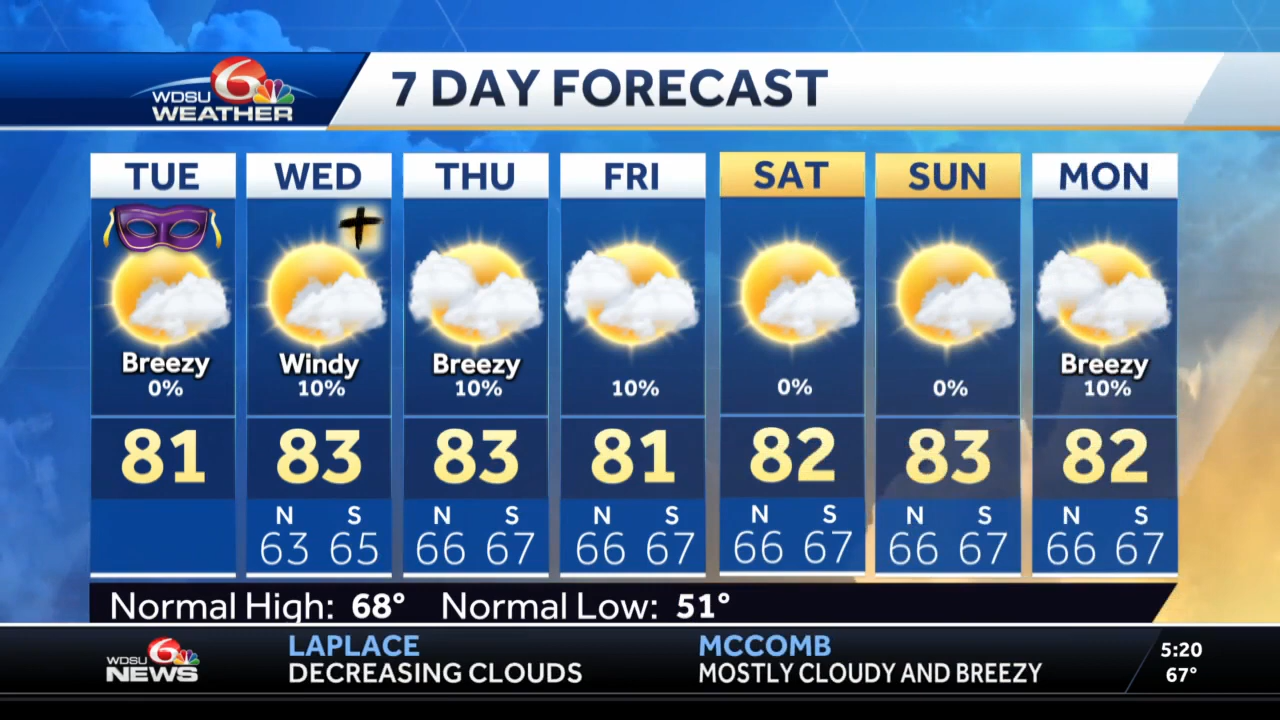 WDSU 6
WEATHER
7 DAY FORECAST
TUE WED THU FRI SAT SUN MON
Breezy Windy Breezy Breezy
0% 10% 10% 10% 0% 0% 10%
81 83 83 81 82 83 82
N S N S N S N S N S N S
63 65 66 67 66 67 66 67 66 67 66 67
Normal High: 68° Normal Low: 51°
WDSU 6
NEWS
LAPLACE
DECREASING CLOUDS
MCCOMB
MOSTLY CLOUDY AND BREEZY
5:20
67°